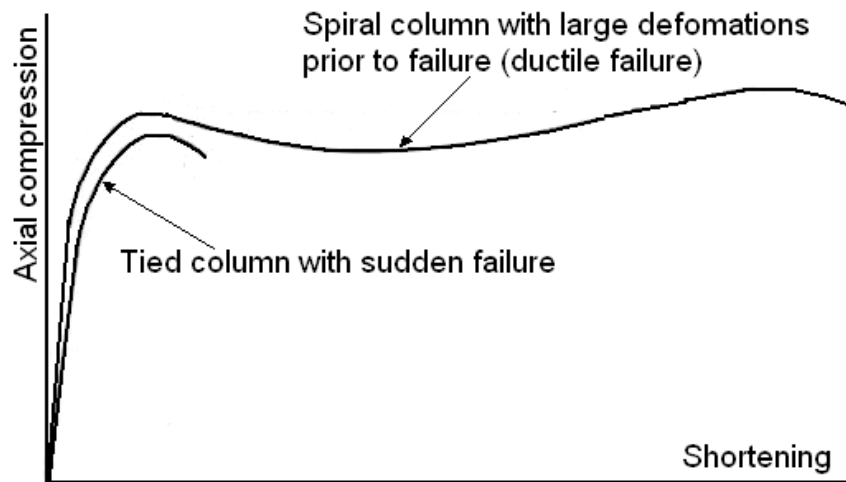 Spiral column with large defomations
prior to failure (ductile failure)
Axial compression
Tied column with sudden failure
Shortening